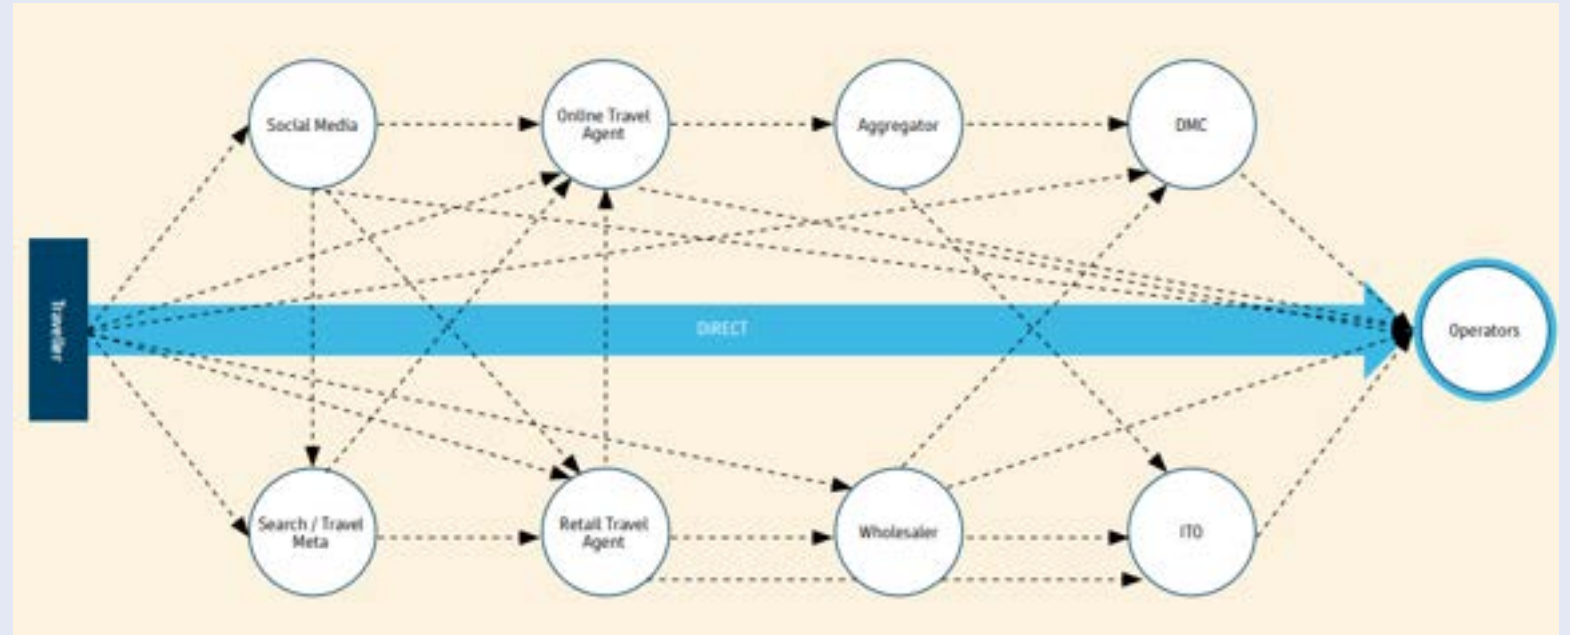 Social Media
Online Travel
Agent
Aggregator
DMC
Traveller
DIRECT
Operators
Search / Travel
Meta
Retail Travel
Agent
Wholesaler
ITO